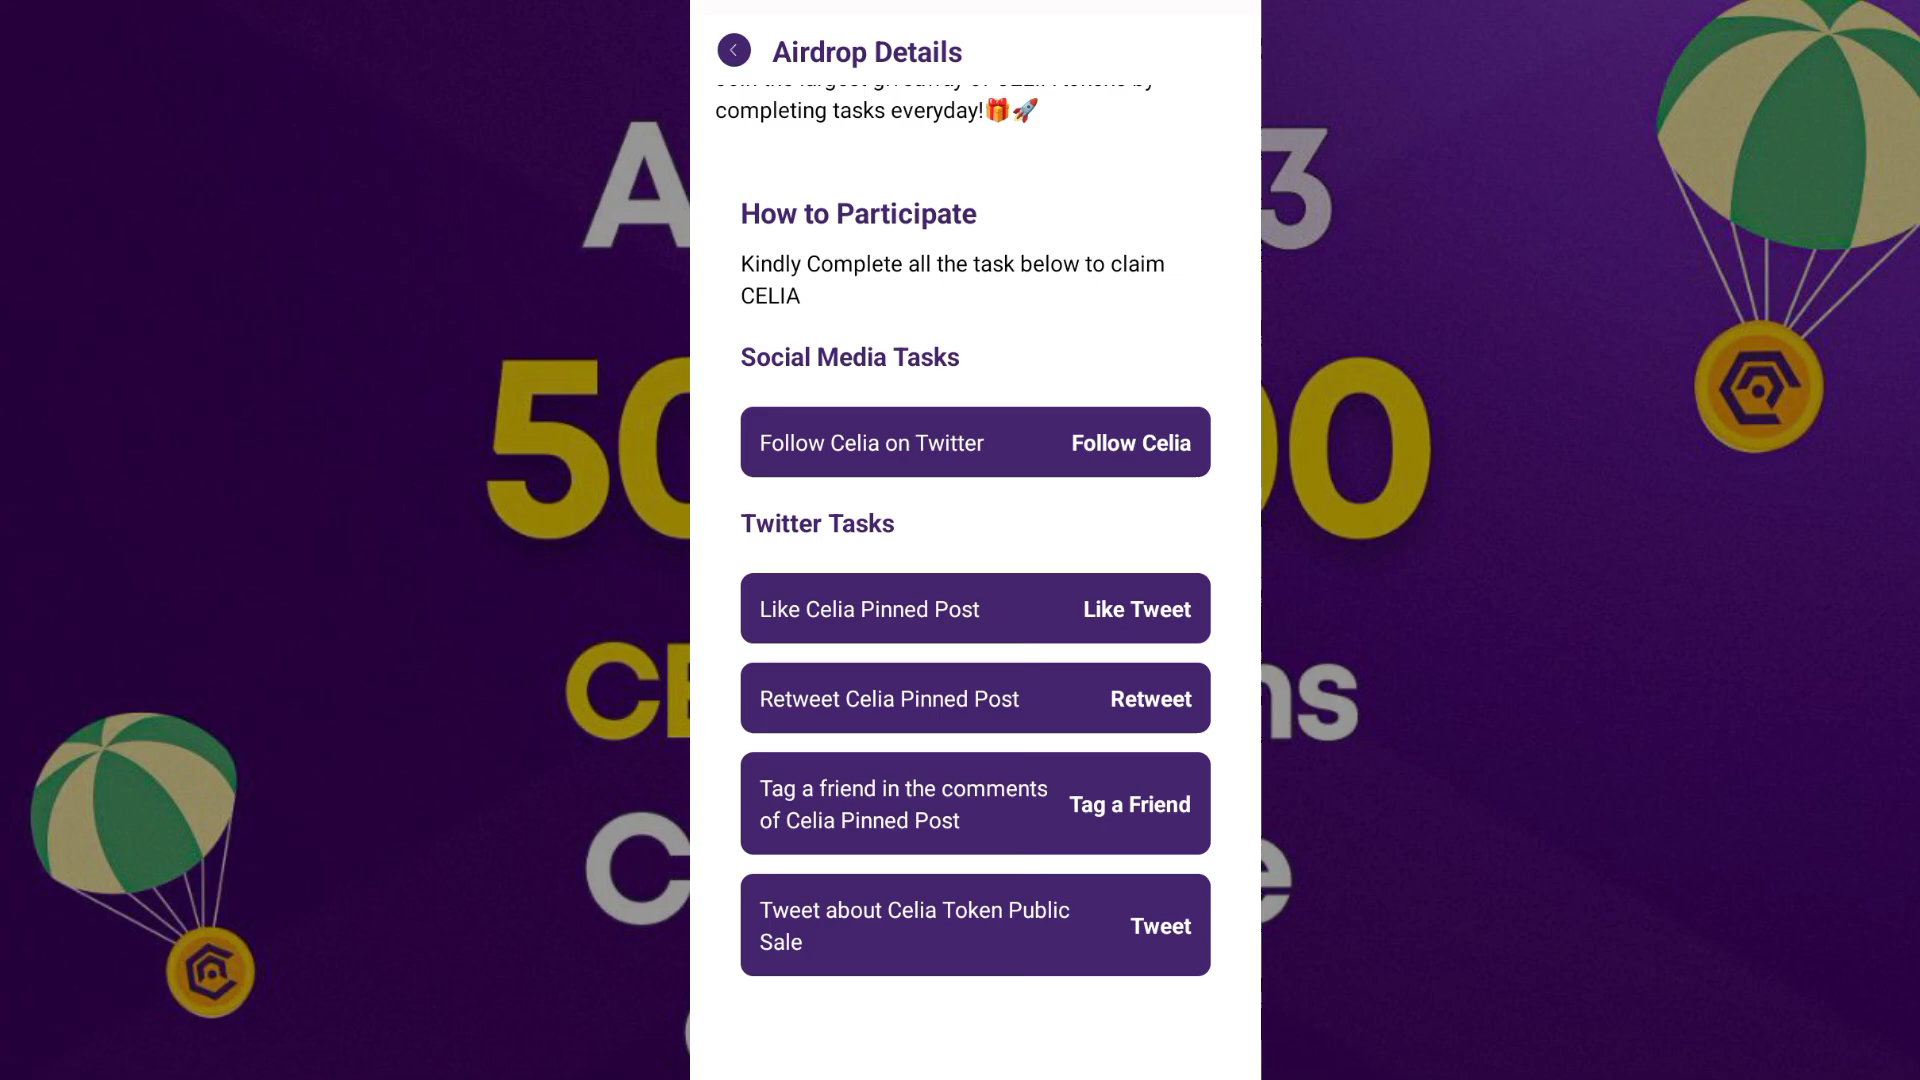 Airdrop Details
completing tasks everyday!🎁🚀
How to Participate
Kindly Complete all the task below to claim
CELIA
Social Media Tasks
Follow Celia on Twitter Follow Celia
Twitter Tasks
Like Celia Pinned Post Like Tweet
Retweet Celia Pinned Post Retweet
Tag a friend in the comments
of Celia Pinned Post
Tag a Friend
Tweet about Celia Token Public
Sale
Tweet